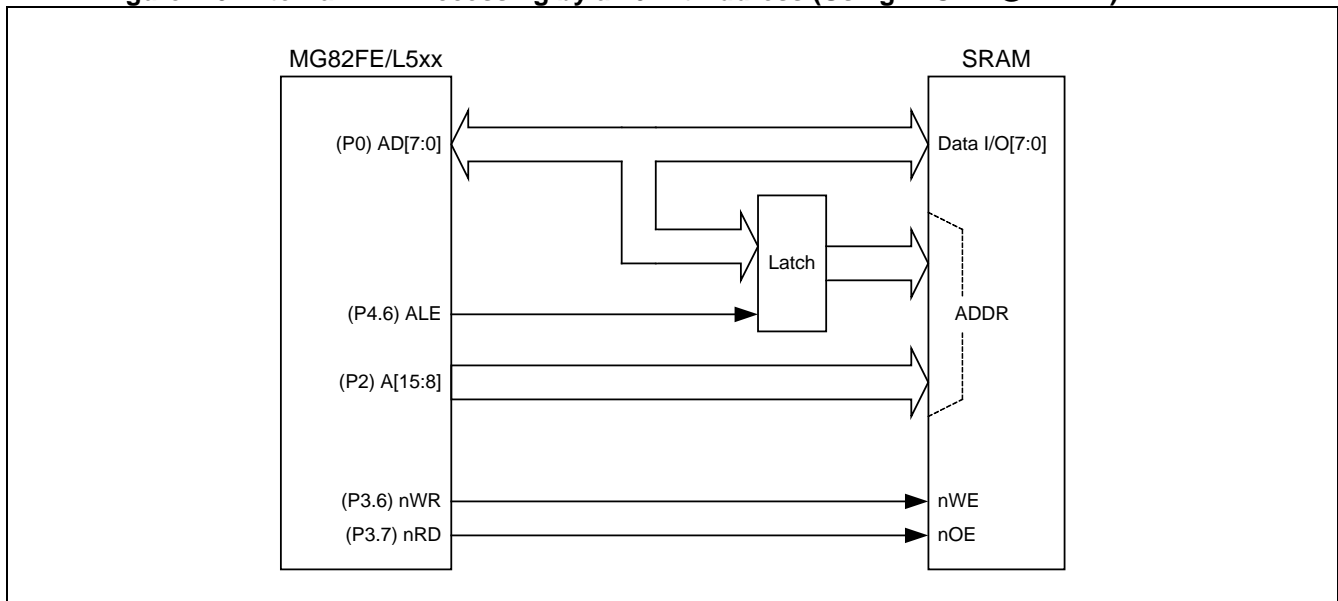 MG82FE/L5xx
SRAM
(P0) AD[7:0]
Data I/O[7:0]
Latch
(P4.6) ALE
ADDR
(P2) A[15:8]
(P3.6) nWR
nWE
(P3.7) nRD
nOE